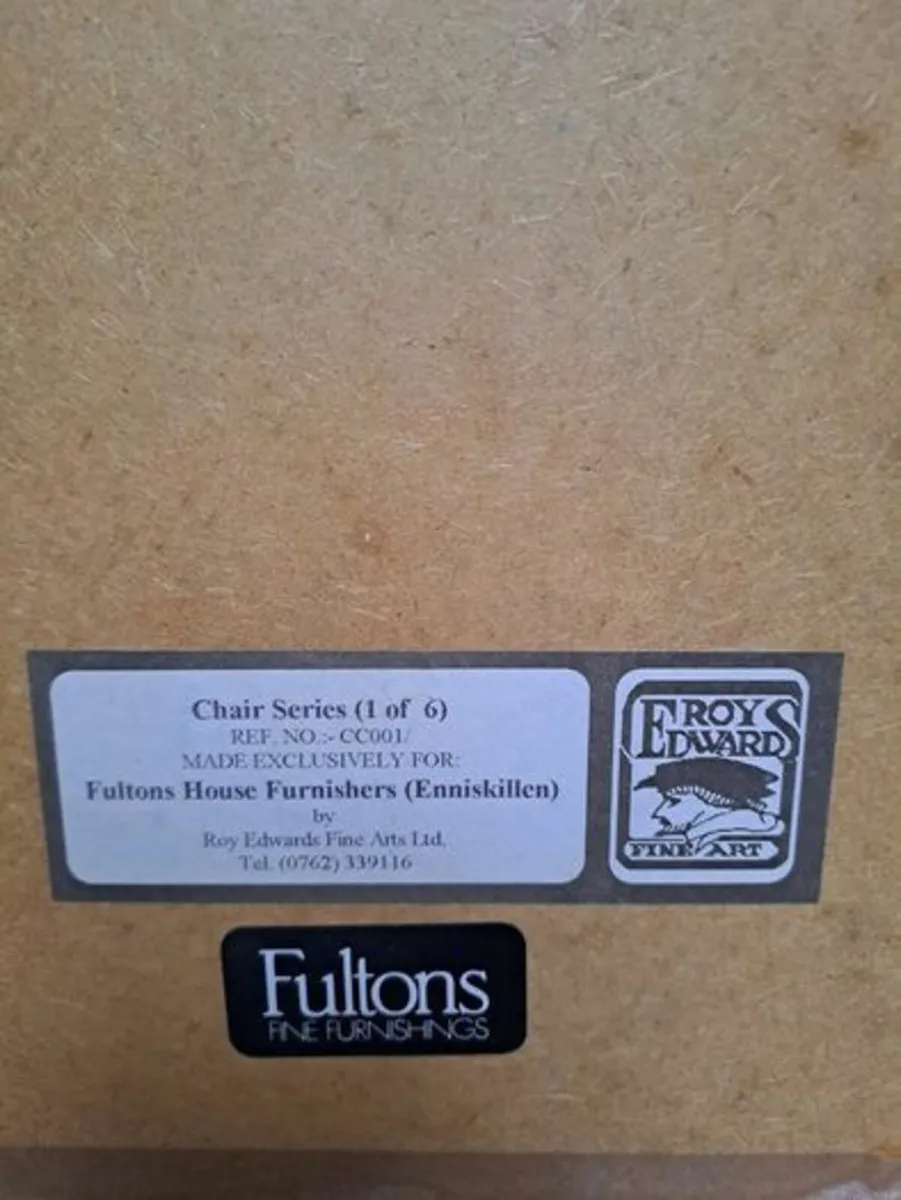 Chair Series (1 of 6)
REF. NO.:- CC001/
MADE EXCLUSIVELY FOR:
Fultons House Furnishers (Enniskillen)
by
Roy Edwards Fine Arts Ltd.
Tel. (0762) 339116
ROY
EDWARDS
FINE ART
Fultons
FINE FURNISHINGS